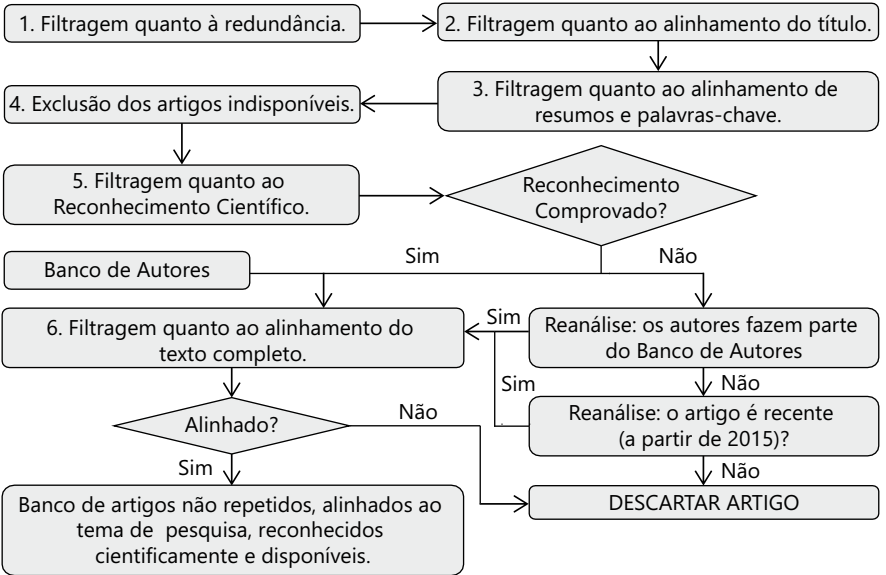 1. Filtragem quanto à redundância.
2. Filtragem quanto ao alinhamento do título.
3. Filtragem quanto ao alinhamento de
resumos e palavras-chave.
4. Exclusão dos artigos indisponíveis.
5. Filtragem quanto ao
Reconhecimento Científico.
Reconhecimento
Comprovado?
Sim
Não
Banco de Autores
6. Filtragem quanto ao alinhamento do
texto completo.
Sim
Reanálise: os autores fazem parte
do Banco de Autores
Sim
Não
Reanálise: o artigo é recente
(a partir de 2015)?
Alinhado?
Não
Sim
Não
Banco de artigos não repetidos, alinhados ao
tema de pesquisa, reconhecidos
cientificamente e disponíveis.
DESCARTAR ARTIGO